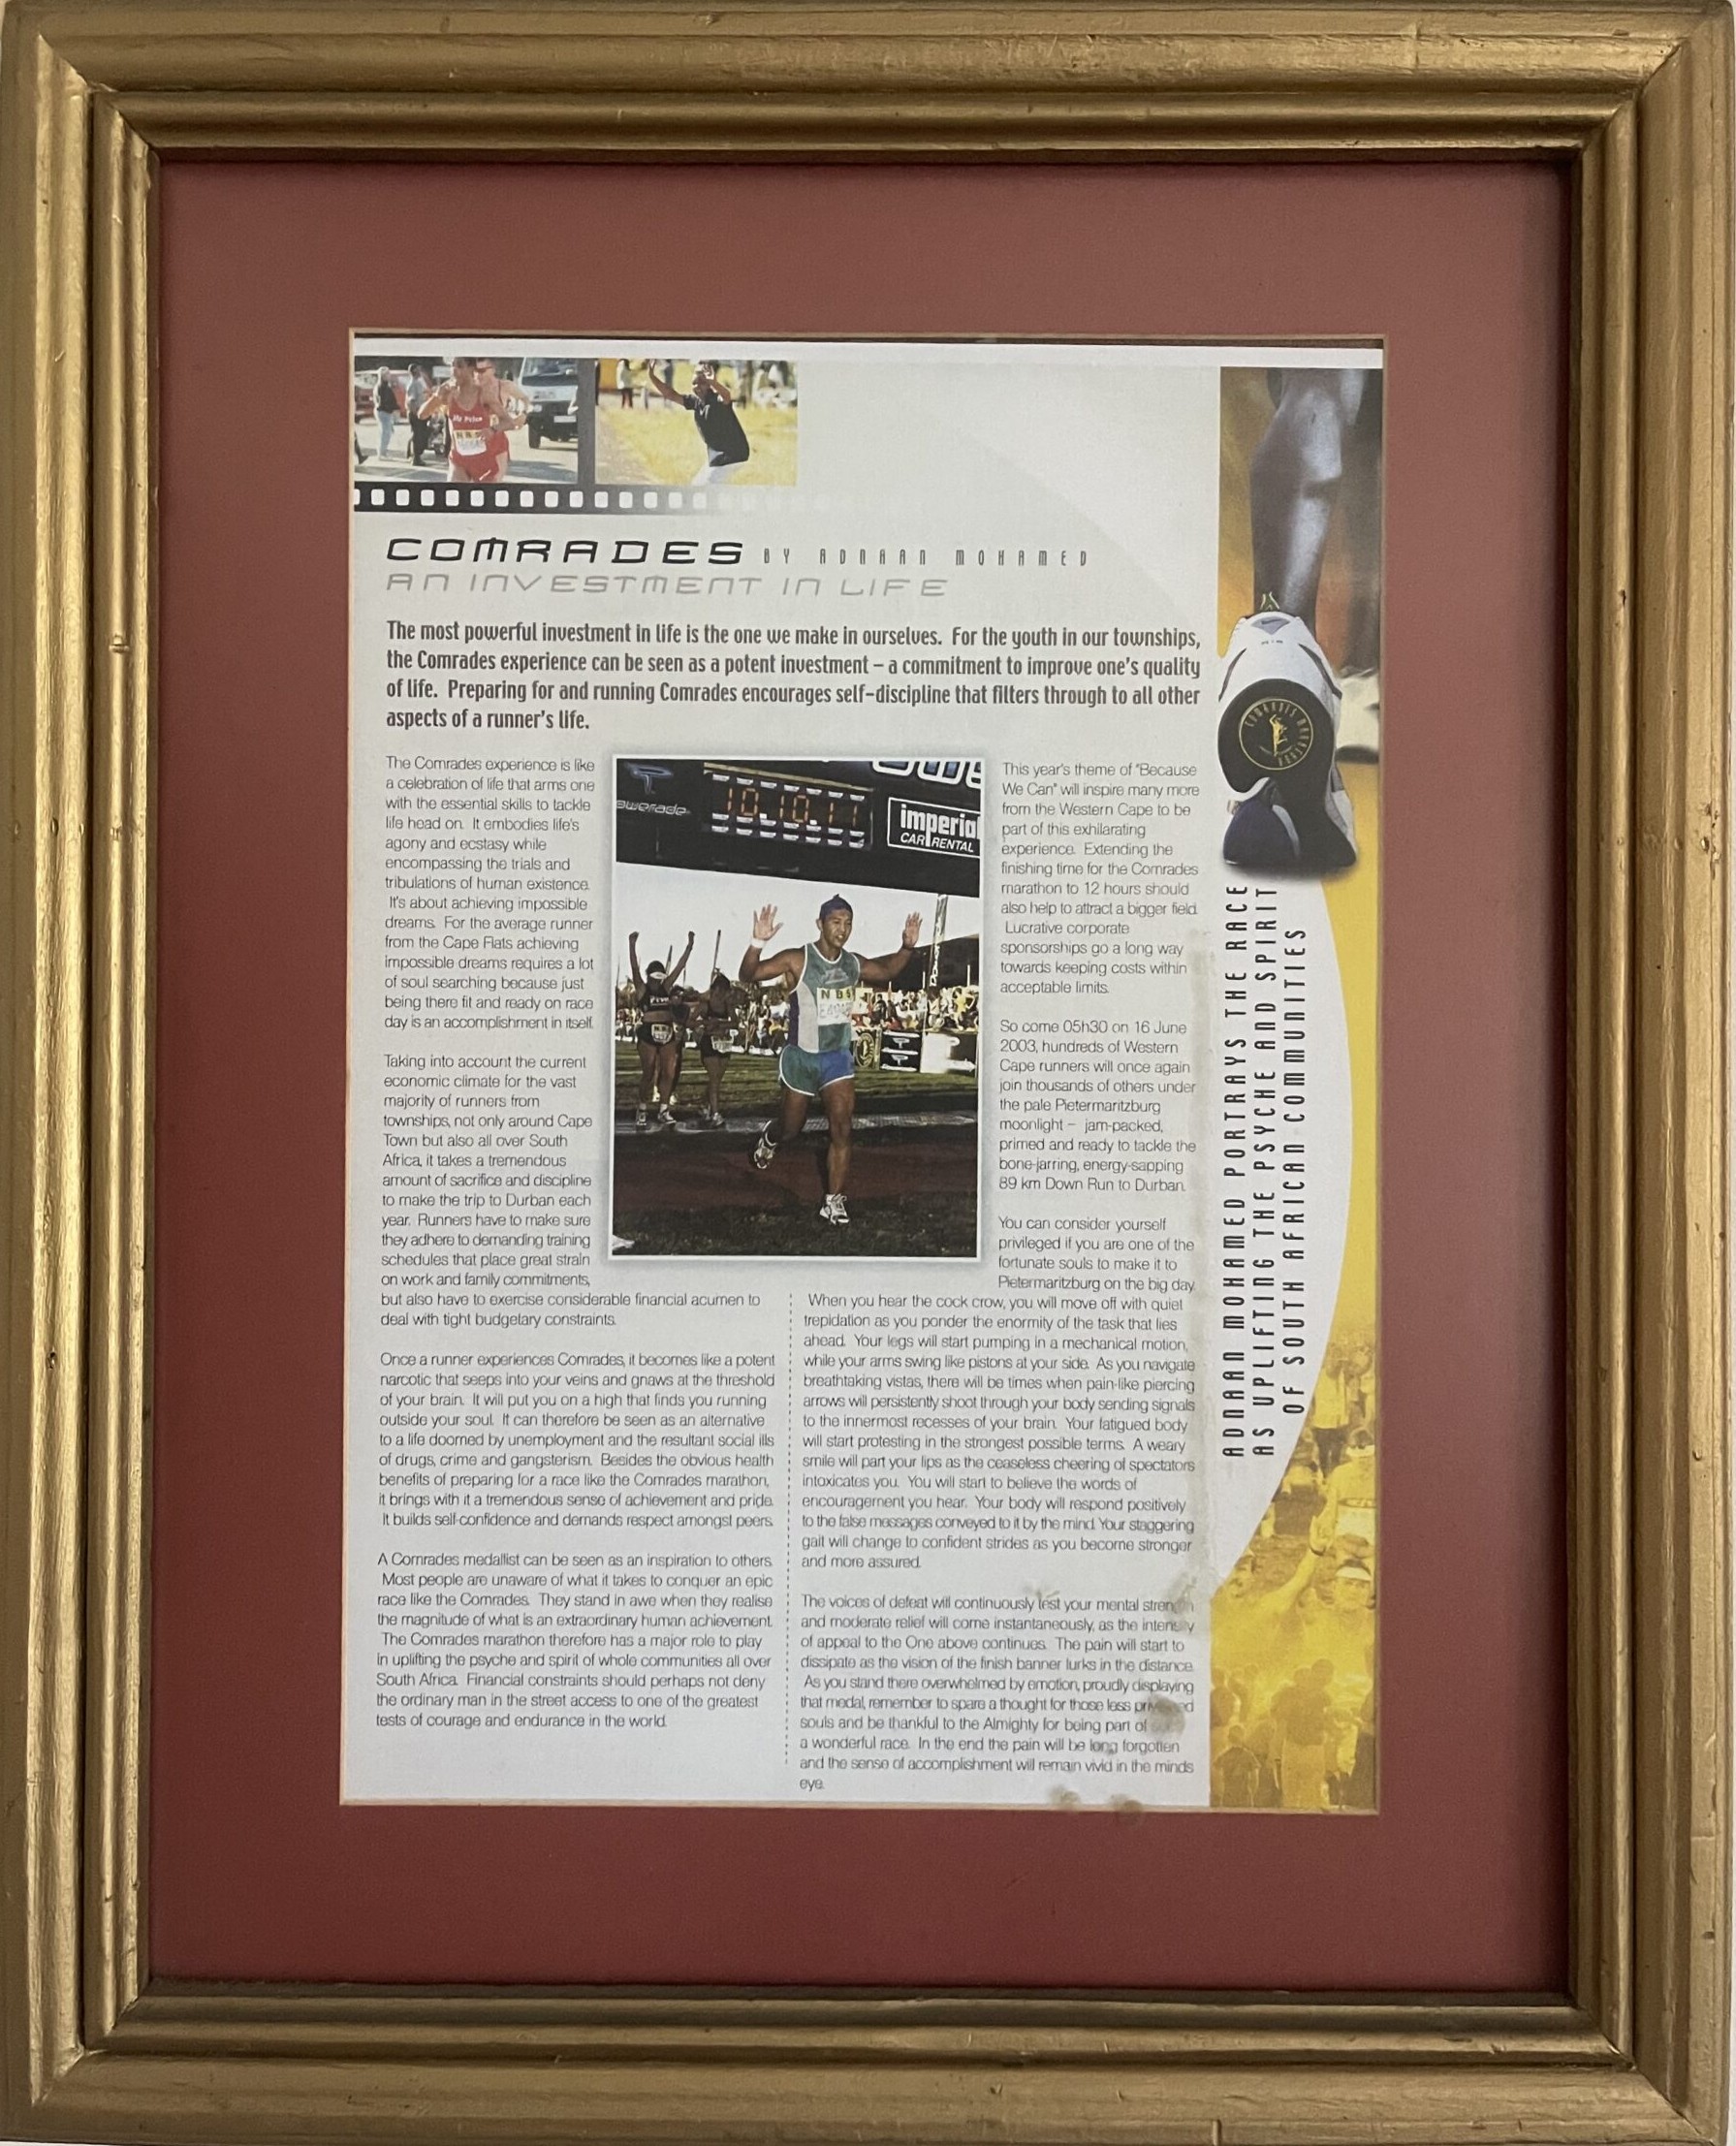 COMRADES BY ADNAAN MOHAMED
AN INVESTMENT IN LIFE
The most powerful investment in life is the one we make in ourselves. For the youth in our townships,
the Comrades experience can be seen as a potent investment – a commitment to improve one's quality
of life. Preparing for and running Comrades encourages self-discipline that filters through to all other
aspects of a runner's life.
The Comrades experience is like
a celebration of life that arms one
with the essential skills to tackle
life head on. It embodies life's
agony and ecstasy while
encompassing the trials and
tribulations of human existence.
It's about achieving impossible
dreams. For the average runner
from the Cape Flats achieving
impossible dreams requires a lot
of soul searching because just
being there fit and ready on race
day is an accomplishment in itself.
Taking into account the current
economic climate for the vast
majority of runners from
townships, not only around Cape
Town but also all over South
Africa, it takes a tremendous
amount of sacrifice and discipline
to make the trip to Durban each
year. Runners have to make sure
they adhere to demanding training
schedules that place great strain
on work and family commitments,
but also have to exercise considerable financial acumen to
deal with tight budgetary constraints.
Once a runner experiences Comrades, it becomes like a potent
narcotic that seeps into your veins and gnaws at the threshold
of your brain. It will put you on a high that finds you running
outside your soul. It can therefore be seen as an alternative
to a life doomed by unemployment and the resultant social ills
of drugs, crime and gangsterism. Besides the obvious health
benefits of preparing for a race like the Comrades marathon,
it brings with it a tremendous sense of achievement and pride.
It builds self-confidence and demands respect amongst peers.
A Comrades medallist can be seen as an inspiration to others.
Most people are unaware of what it takes to conquer an epic
race like the Comrades. They stand in awe when they realise
the magnitude of what is an extraordinary human achievement.
The Comrades marathon therefore has a major role to play
in uplifting the psyche and spirit of whole communities all over
South Africa. Financial constraints should perhaps not deny
the ordinary man in the street access to one of the greatest
tests of courage and endurance in the world.
10.10.11
owerade
imperial
CAR RENTAL
NBS
This year's theme of "Because
We Can" will inspire many more
from the Western Cape to be
part of this exhilarating
experience. Extending the
finishing time for the Comrades
marathon to 12 hours should
also help to attract a bigger field.
Lucrative corporate
sponsorships go a long way
towards keeping costs within
acceptable limits.
So come 05h30 on 16 June
2003, hundreds of Western
Cape runners will once again
join thousands of others under
the pale Pietermaritzburg
moonlight – jam-packed,
primed and ready to tackle the
bone-jarring, energy-sapping
89 km Down Run to Durban.
You can consider yourself
privileged if you are one of the
fortunate souls to make it to
Pietermaritzburg on the big day.
When you hear the cock crow, you will move off with quiet
trepidation as you ponder the enormity of the task that lies
ahead. Your legs will start pumping in a mechanical motion,
while your arms swing like pistons at your side. As you navigate
breathtaking vistas, there will be times when pain-like piercing
arrows will persistently shoot through your body sending signals
to the innermost recesses of your brain. Your fatigued body
will start protesting in the strongest possible terms. A weary
smile will part your lips as the ceaseless cheering of spectators
intoxicates you. You will start to believe the words of
encouragement you hear. Your body will respond positively
to the false messages conveyed to it by the mind. Your staggering
gait will change to confident strides as you become stronger
and more assured.
The voices of defeat will continuously test your mental strength
and moderate relief will come instantaneously, as the intensity
of appeal to the One above continues. The pain will start to
dissipate as the vision of the finish banner lurks in the distance.
As you stand there overwhelmed by emotion, proudly displaying
that medal, remember to spare a thought for those less privileged
souls and be thankful to the Almighty for being part of
a wonderful race. In the end the pain will be long forgotten
and the sense of accomplishment will remain vivid in the minds
eye.
COMRADES MARATHON
ADNAAN MOHAMED PORTRAYS THE RACE
AS UPLIFTING THE PSYCHE AND SPIRIT
OF SOUTH AFRICAN COMMUNITIES